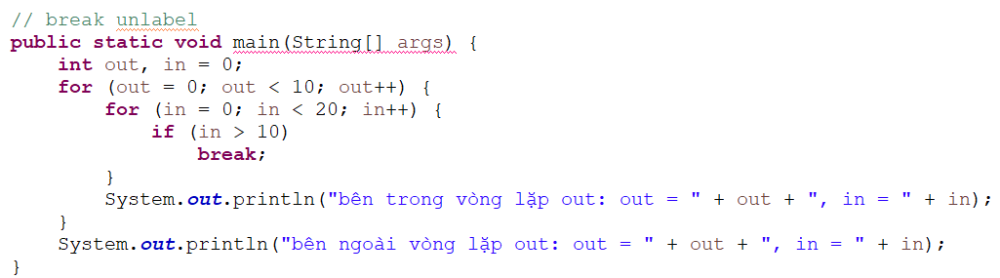 // break unlabel
public static void main(String[] args) {
    int out, in = 0;
    for (out = 0; out < 10; out++) {
        for (in = 0; in < 20; in++) {
            if (in > 10)
                break;
        }
        System.out.println("bên trong vòng lặp out: out = " + out + ", in = " + in);
    }
    System.out.println("bên ngoài vòng lặp out: out = " + out + ", in = " + in);
}